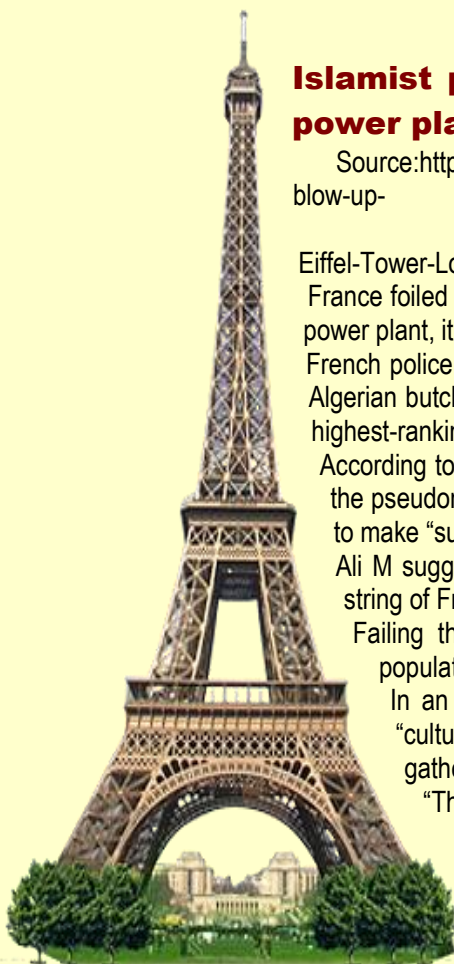 Islamist p
power pla
Source:http
blow-up-
Eiffel-Tower-Lo
France foiled
power plant, it
French police
Algerian butch
highest-rankin
According to
the pseudon
to make “su
Ali M sugg
string of Fr
Failing th
populat
In an
“cultu
gathe
“Th